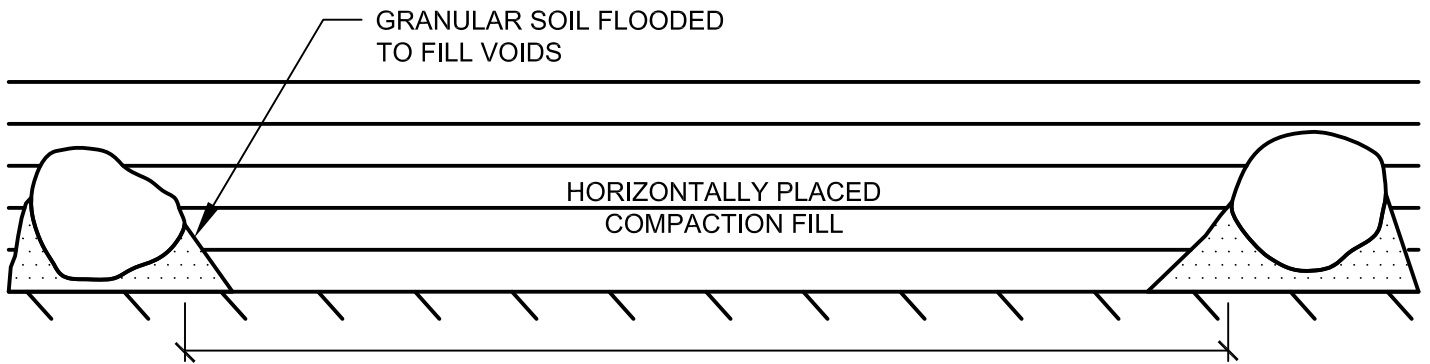 GRANULAR SOIL FLOODED
TO FILL VOIDS
HORIZONTALLY PLACED
COMPACTION FILL